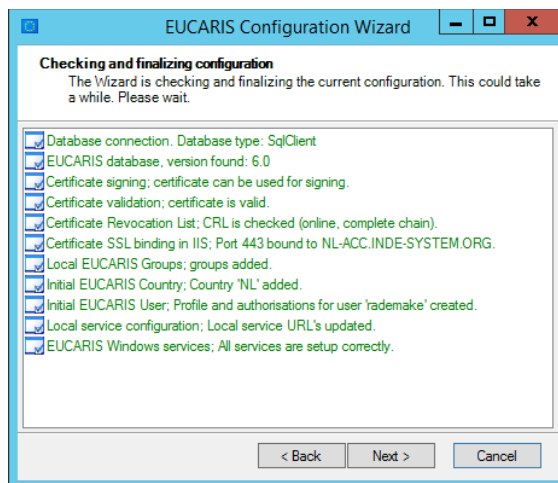 EUCARIS Configuration Wizard
x
Checking and finalizing configuration
The Wizard is checking and finalizing the current configuration. This could take
a while. Please wait.
Database connection. Database type: SqlClient
EUCARIS database, version found: 6.0
Certificate signing; certificate can be used for signing.
Certificate validation; certificate is valid.
Certificate Revocation List; CRL is checked (online, complete chain).
Certificate SSL binding in IIS; Port 443 bound to NL-ACC.INDE-SYSTEM.ORG.
Local EUCARIS Groups; groups added.
Initial EUCARIS Country; Country 'NL' added.
Initial EUCARIS User; Profile and authorisations for user 'rademake' created.
Local service configuration; Local service URL's updated.
EUCARIS Windows services; All services are setup correctly.
< Back Next > Cancel